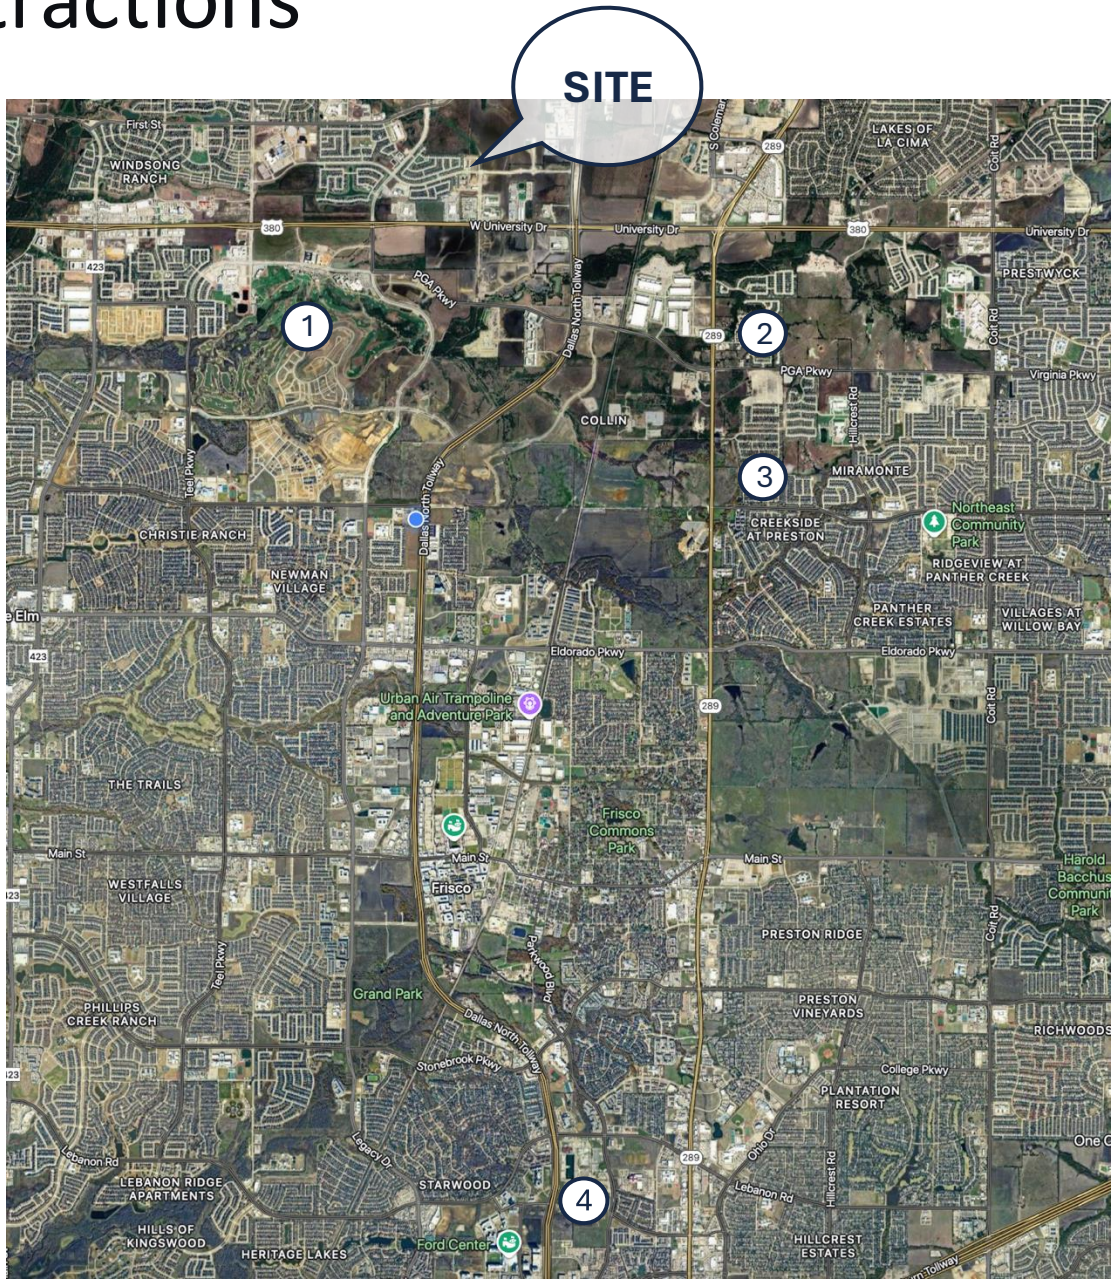 tractions
SITE
First St
WINDSONG
RANCH
S Coleman
289
LAKES OF
LA CIMA
Coit Rd
380
W University Dr
University Dr
380
University Dr
423
PGA Pkwy
PRESTWYCK
Dallas North Tollway
1
289
2
Coit Rd
PGA Pkwy
Virginia Pkwy
COLLIN
Hillcrest Rd
Teel Pkwy
Dallas North Tollway
3
MIRAMONTE
CHRISTIE RANCH
CREEKSIDE
AT PRESTON
Northeast
Community
Park
NEWMAN
VILLAGE
RIDGEVIEW AT
PANTHER CREEK
e Elm
PANTHER
CREEK ESTATES
VILLAGES AT
WILLOW BAY
423
Eldorado Pkwy
Eldorado Pkwy
Urban Air Trampoline
and Adventure Park
289
Coit Rd
THE TRAILS
Frisco
Commons
Park
Main St
Main St
Main St
WESTFALLS
VILLAGE
Frisco
Harold
Bacchus
Communit
Park
423
Coit Rd
PRESTON RIDGE
Teel Pkwy
Parkwood Blvd
Grand Park
PHILLIPS
CREEK RANCH
PRESTON
VINEYARDS
Dallas North Tollway
RICHWOODS
Stonebrook Pkwy
College Pkwy
423
PLANTATION
RESORT
Legacy Dr
Ohio Dr
One C
Lebanon Rd
289
Hillcrest Rd
LEBANON RIDGE
APARTMENTS
STARWOOD
4
Lebanon Rd
HILLS OF
KINGSWOOD
Ford Center
HERITAGE LAKES
HILLCREST
ESTATES
urn Tollway